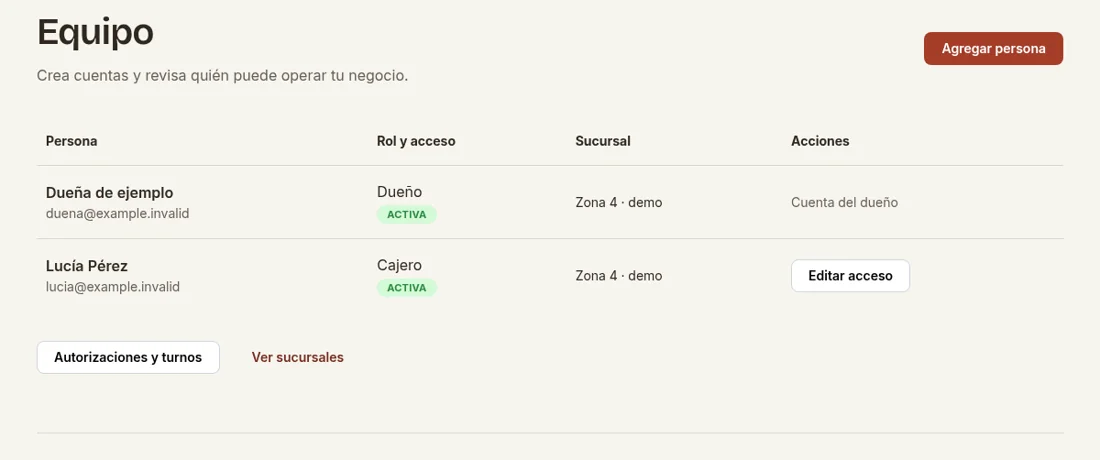 Equipo
Agregar persona
Crea cuentas y revisa quién puede operar tu negocio.
Persona Rol y acceso Sucursal Acciones
Dueña de ejemplo
duena@example.invalid
Dueño
ACTIVA
Zona 4 · demo
Cuenta del dueño
Lucía Pérez
lucia@example.invalid
Cajero
ACTIVA
Zona 4 · demo
Editar acceso
Autorizaciones y turnos
Ver sucursales